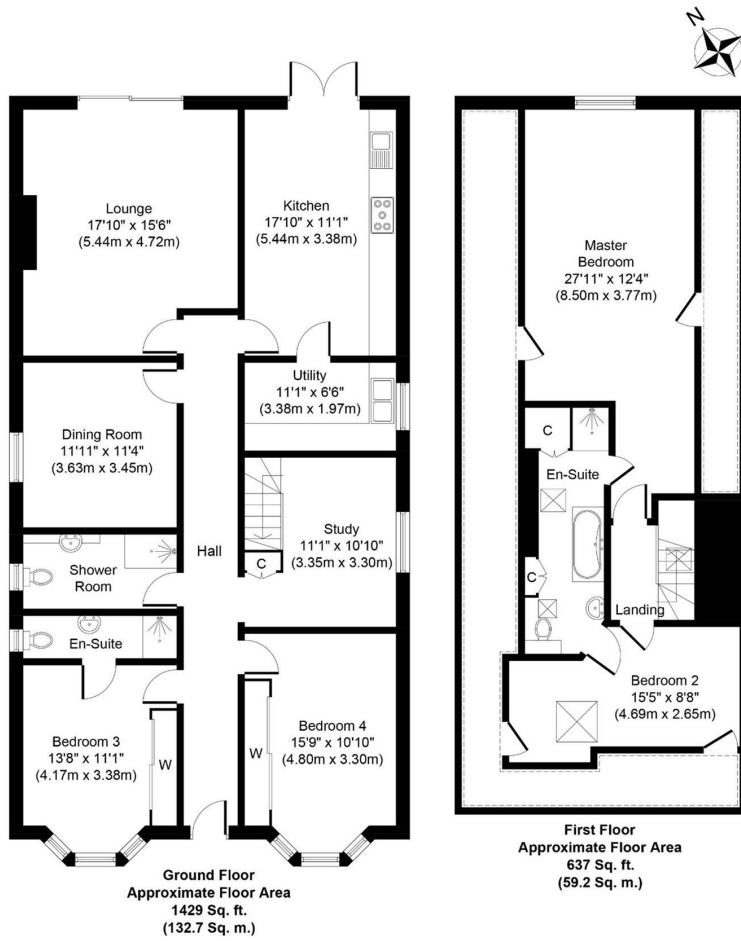 N
Lounge
17'10" x 15'6"
(5.44m x 4.72m)
Kitchen
17'10" x 11'1"
(5.44m x 3.38m)
Utility
11'1" x 6'6"
(3.38m x 1.97m)
Dining Room
11'11" x 11'4"
(3.63m x 3.45m)
Hall
Study
11'1" x 10'10"
(3.35m x 3.30m)
C
Shower
Room
En-Suite
Bedroom 3
13'8" x 11'1"
(4.17m x 3.38m)
W
W
Bedroom 4
15'9" x 10'10"
(4.80m x 3.30m)
Ground Floor
Approximate Floor Area
1429 Sq. ft.
(132.7 Sq. m.)
Master
Bedroom
27'11" x 12'4"
(8.50m x 3.77m)
C
En-Suite
C
Landing
Bedroom 2
15'5" x 8'8"
(4.69m x 2.65m)
First Floor
Approximate Floor Area
637 Sq. ft.
(59.2 Sq. m.)